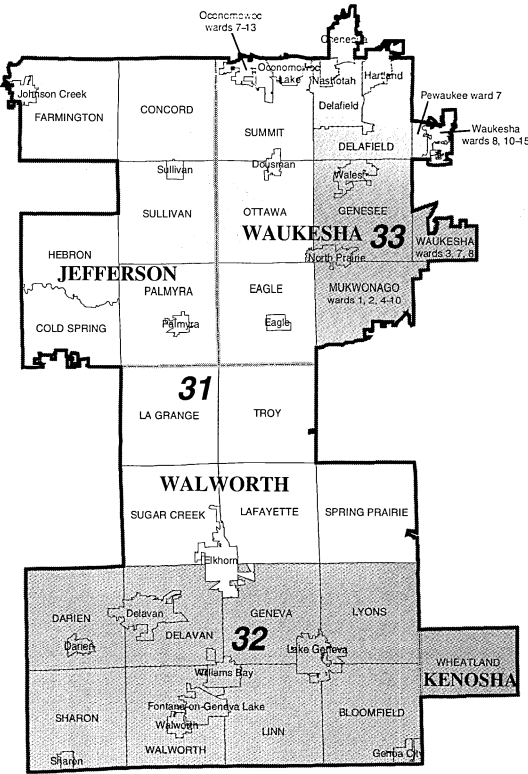 Oconomowoc
wards 7-13
Chenequa
Oconomowoc
Lake
Nashotah
Hartland
Johnson Creek
FARMINGTON
CONCORD
Delafield
Pewaukee ward 7
SUMMIT
DELAFIELD
Waukesha
wards 8, 10-15
Sullivan
Dousman
Wales
SULLIVAN
OTTAWA
GENESEE
WAUKESHA 33
WAUKESHA
wards 3, 7, 8
HEBRON
North Prairie
JEFFERSON
PALMYRA
EAGLE
MUKWONAGO
wards 1, 2, 4-10
COLD SPRING
Palmyra
Eagle
31
LA GRANGE
TROY
WALWORTH
SUGAR CREEK
LAFAYETTE
SPRING PRAIRIE
Elkhorn
DARIEN
Delavan
GENEVA
LYONS
DELAVAN
32
Darien
Lake Geneva
WHEATLAND
Williams Bay
KENOSHA
Fontana-on-Geneva Lake
SHARON
Walworth
BLOOMFIELD
LINN
WALWORTH
Sharon
Genoa City